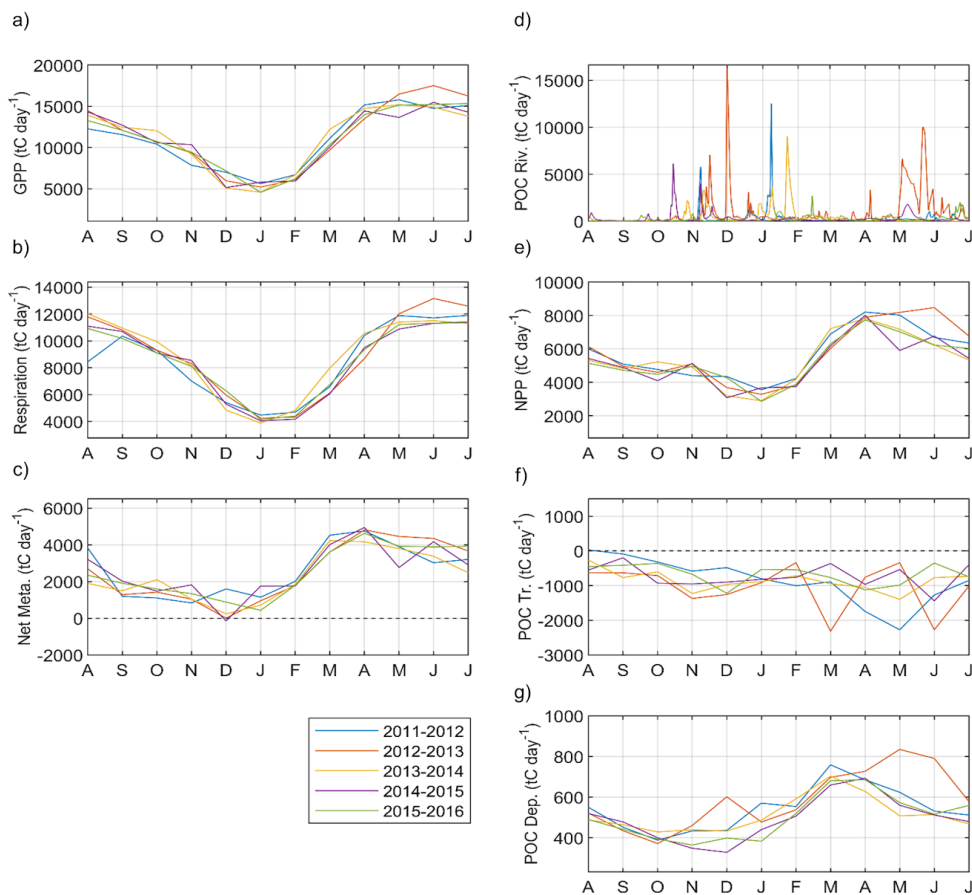 a)
20000
15000
10000
5000
GPP (tC day⁻¹)
A S O N D J F M A M J J
b)
14000
12000
10000
8000
6000
4000
Respiration (tC day⁻¹)
A S O N D J F M A M J J
c)
6000
4000
2000
0
-2000
Net Meta. (tC day⁻¹)
A S O N D J F M A M J J
2011-2012
2012-2013
2013-2014
2014-2015
2015-2016
d)
15000
10000
5000
0
POC Riv. (tC day⁻¹)
A S O N D J F M A M J J
e)
8000
6000
4000
2000
NPP (tC day⁻¹)
A S O N D J F M A M J J
f)
1000
0
-1000
-2000
-3000
POC Tr. (tC day⁻¹)
A S O N D J F M A M J J
g)
1000
800
600
400
POC Dep. (tC day⁻¹)
A S O N D J F M A M J J